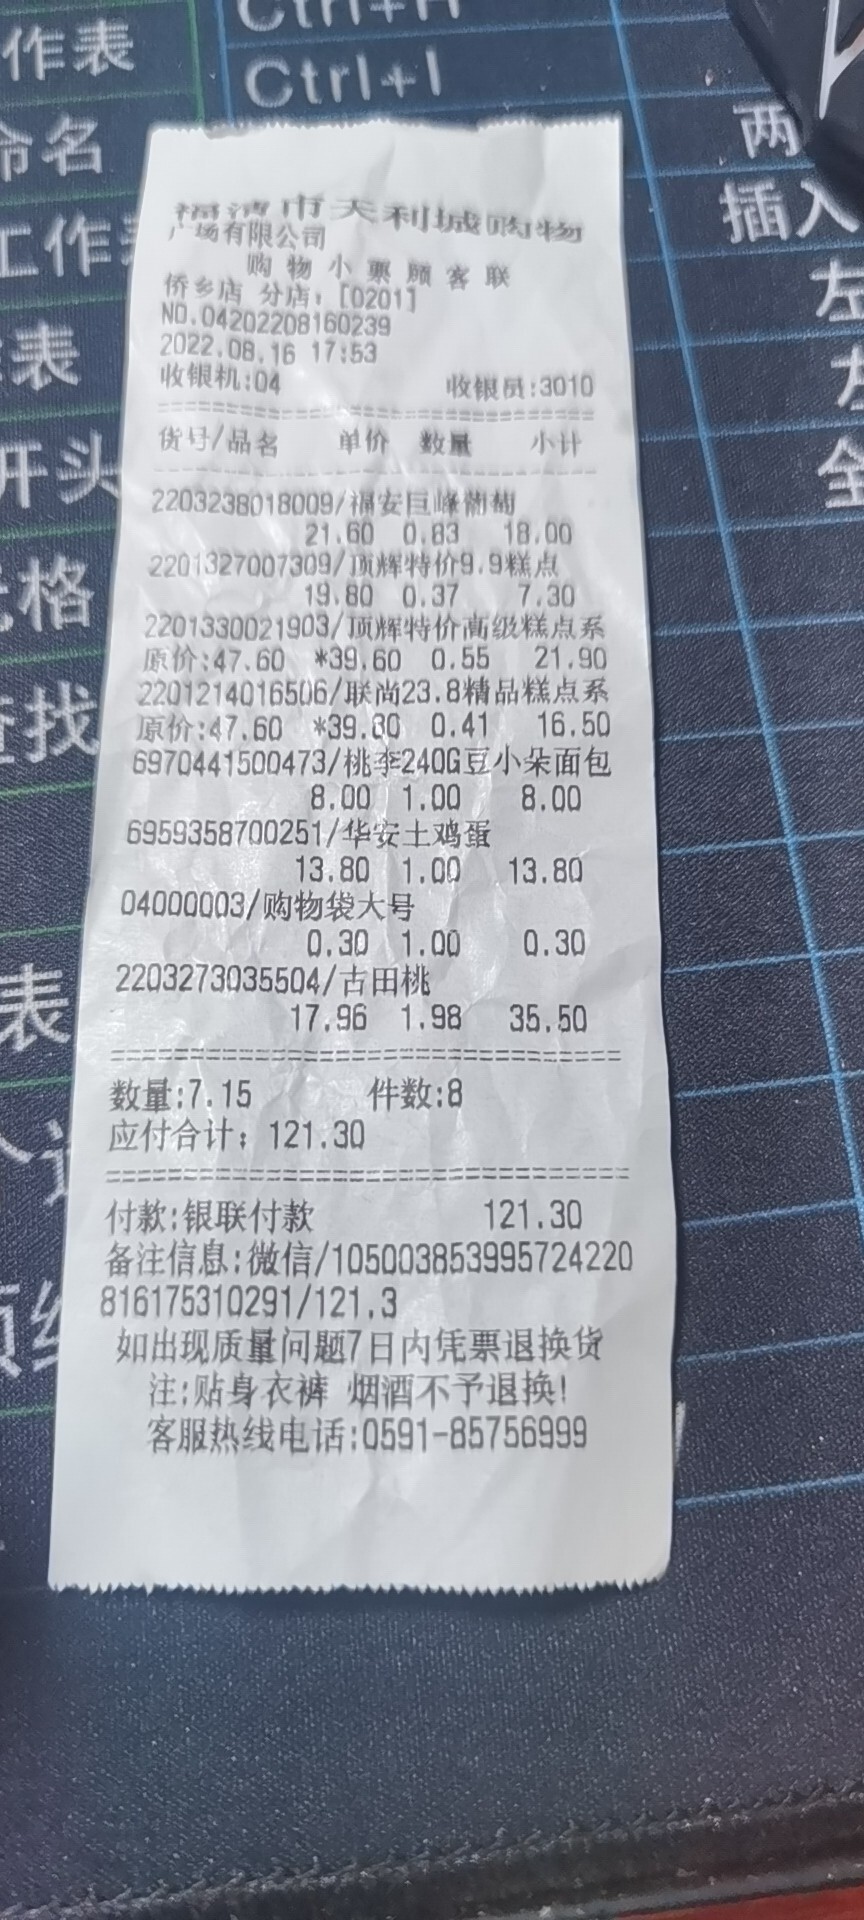 作表
Ctrl+H
Ctrl+I
命名
两
工作表
插入
左
表
开头
全
格
查找
表
福清市天利城购物
广场有限公司
购物小票顾客联
侨乡店 分店：[0201]
NO.04202208160239
2022.08.16 17:53
收银机:04 收银员:3010
货号/品名 单价 数量 小计
2203238018009/福安巨峰葡萄
21.60 0.83 18.00
2201327007309/顶辉特价9.9糕点
19.80 0.37 7.30
2201330021903/顶辉特价高级糕点系
原价:47.60 *39.60 0.55 21.90
2201214016506/联尚23.8精品糕点系
原价:47.60 *39.80 0.41 16.50
6970441500473/桃李240G豆小朵面包
8.00 1.00 8.00
6959358700251/华安土鸡蛋
13.80 1.00 13.80
04000003/购物袋大号
0.30 1.00 0.30
2203273035504/古田桃
17.96 1.98 35.50
数量:7.15 件数:8
应付合计：121.30
付款:银联付款 121.30
备注信息:微信/1050038539957242​20
816175310291/121.3
如出现质量问题7日内凭票退换货
注:贴身衣裤 烟酒不予退换!
客服热线电话:0591-85756999